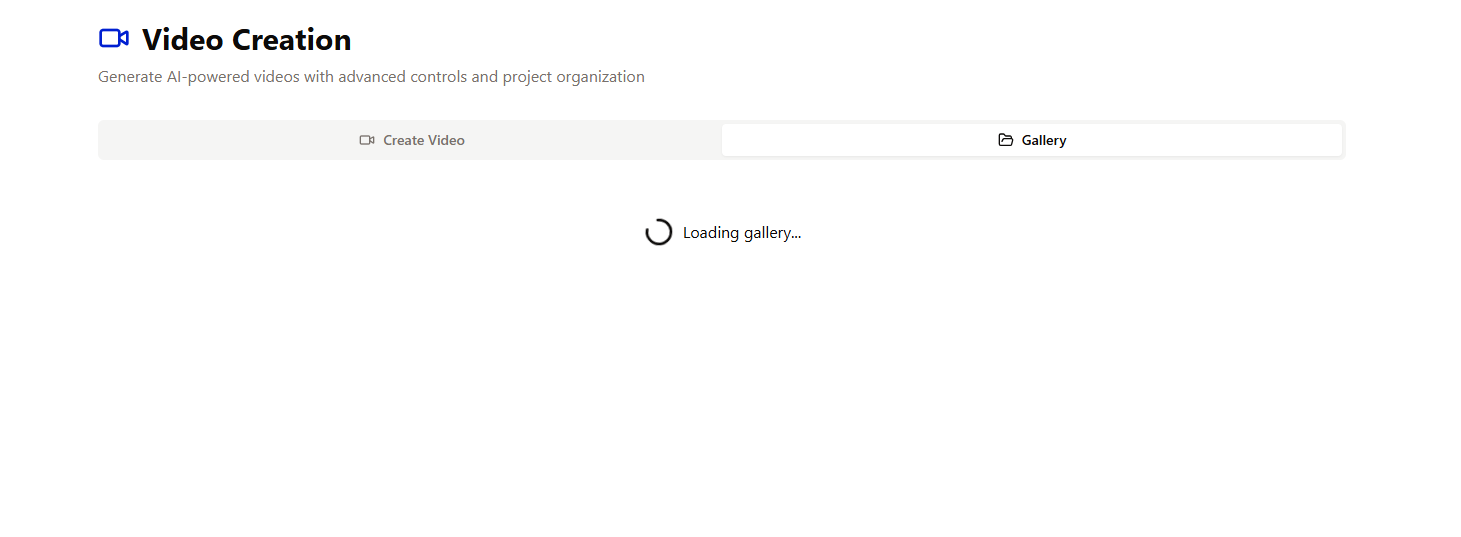 Video Creation
Generate AI-powered videos with advanced controls and project organization
Create Video
Gallery
Loading gallery...